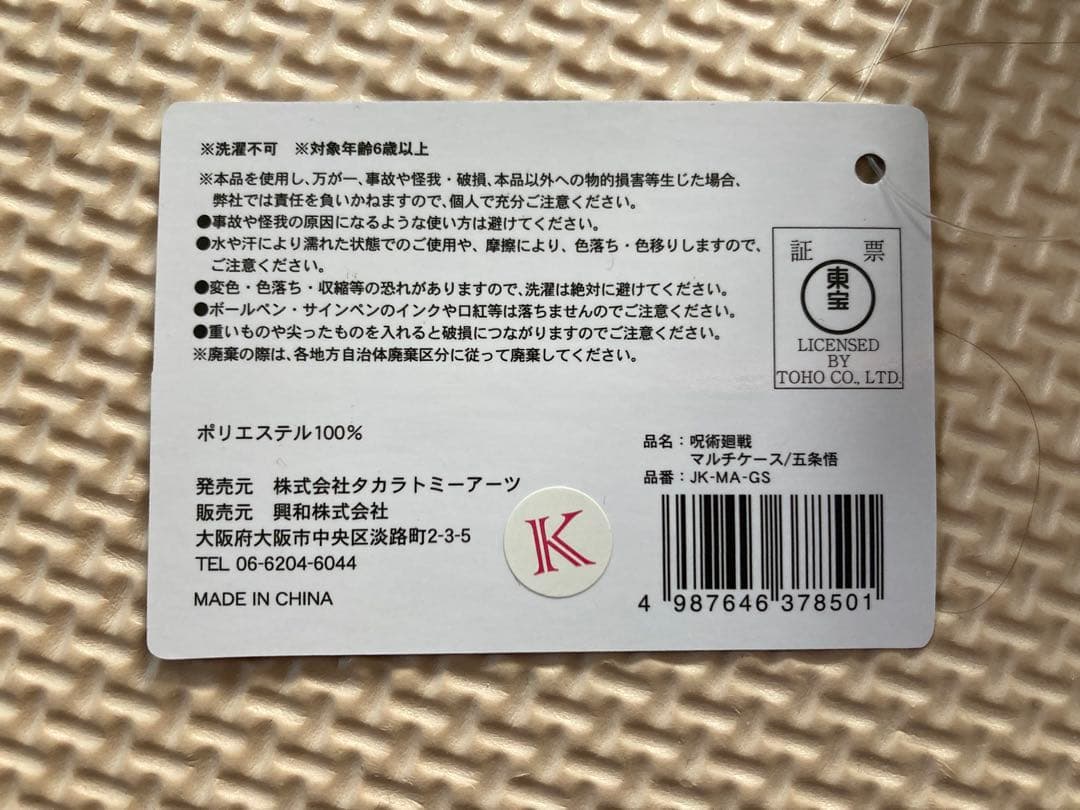 ※洗濯不可 ※対象年齢6歳以上
※本品を使用し、万が一、事故や怪我・破損、本品以外への物的損害等生じた場合、
弊社では責任を負いかねますので、個人で充分ご注意ください。
●事故や怪我の原因になるような使い方は避けてください。
●水や汗により濡れた状態でのご使用や、摩擦により、色落ち・色移りしますので、
ご注意ください。
●変色・色落ち・収縮等の恐れがありますので、洗濯は絶対に避けてください。
●ボールペン・サインペンのインクや口紅等は落ちませんのでご注意ください。
●重いものや尖ったものを入れると破損につながりますのでご注意ください。
※廃棄の際は、各地方自治体廃棄区分に従って廃棄してください。
証 票
東宝
LICENSED
BY
TOHO CO., LTD.
ポリエステル100%
発売元 株式会社タカラトミーアーツ
販売元 興和株式会社
大阪府大阪市中央区淡路町2-3-5
TEL 06-6204-6044
MADE IN CHINA
K
品名：呪術廻戦
マルチケース/五条悟
品番：JK-MA-GS
4 987646 378501